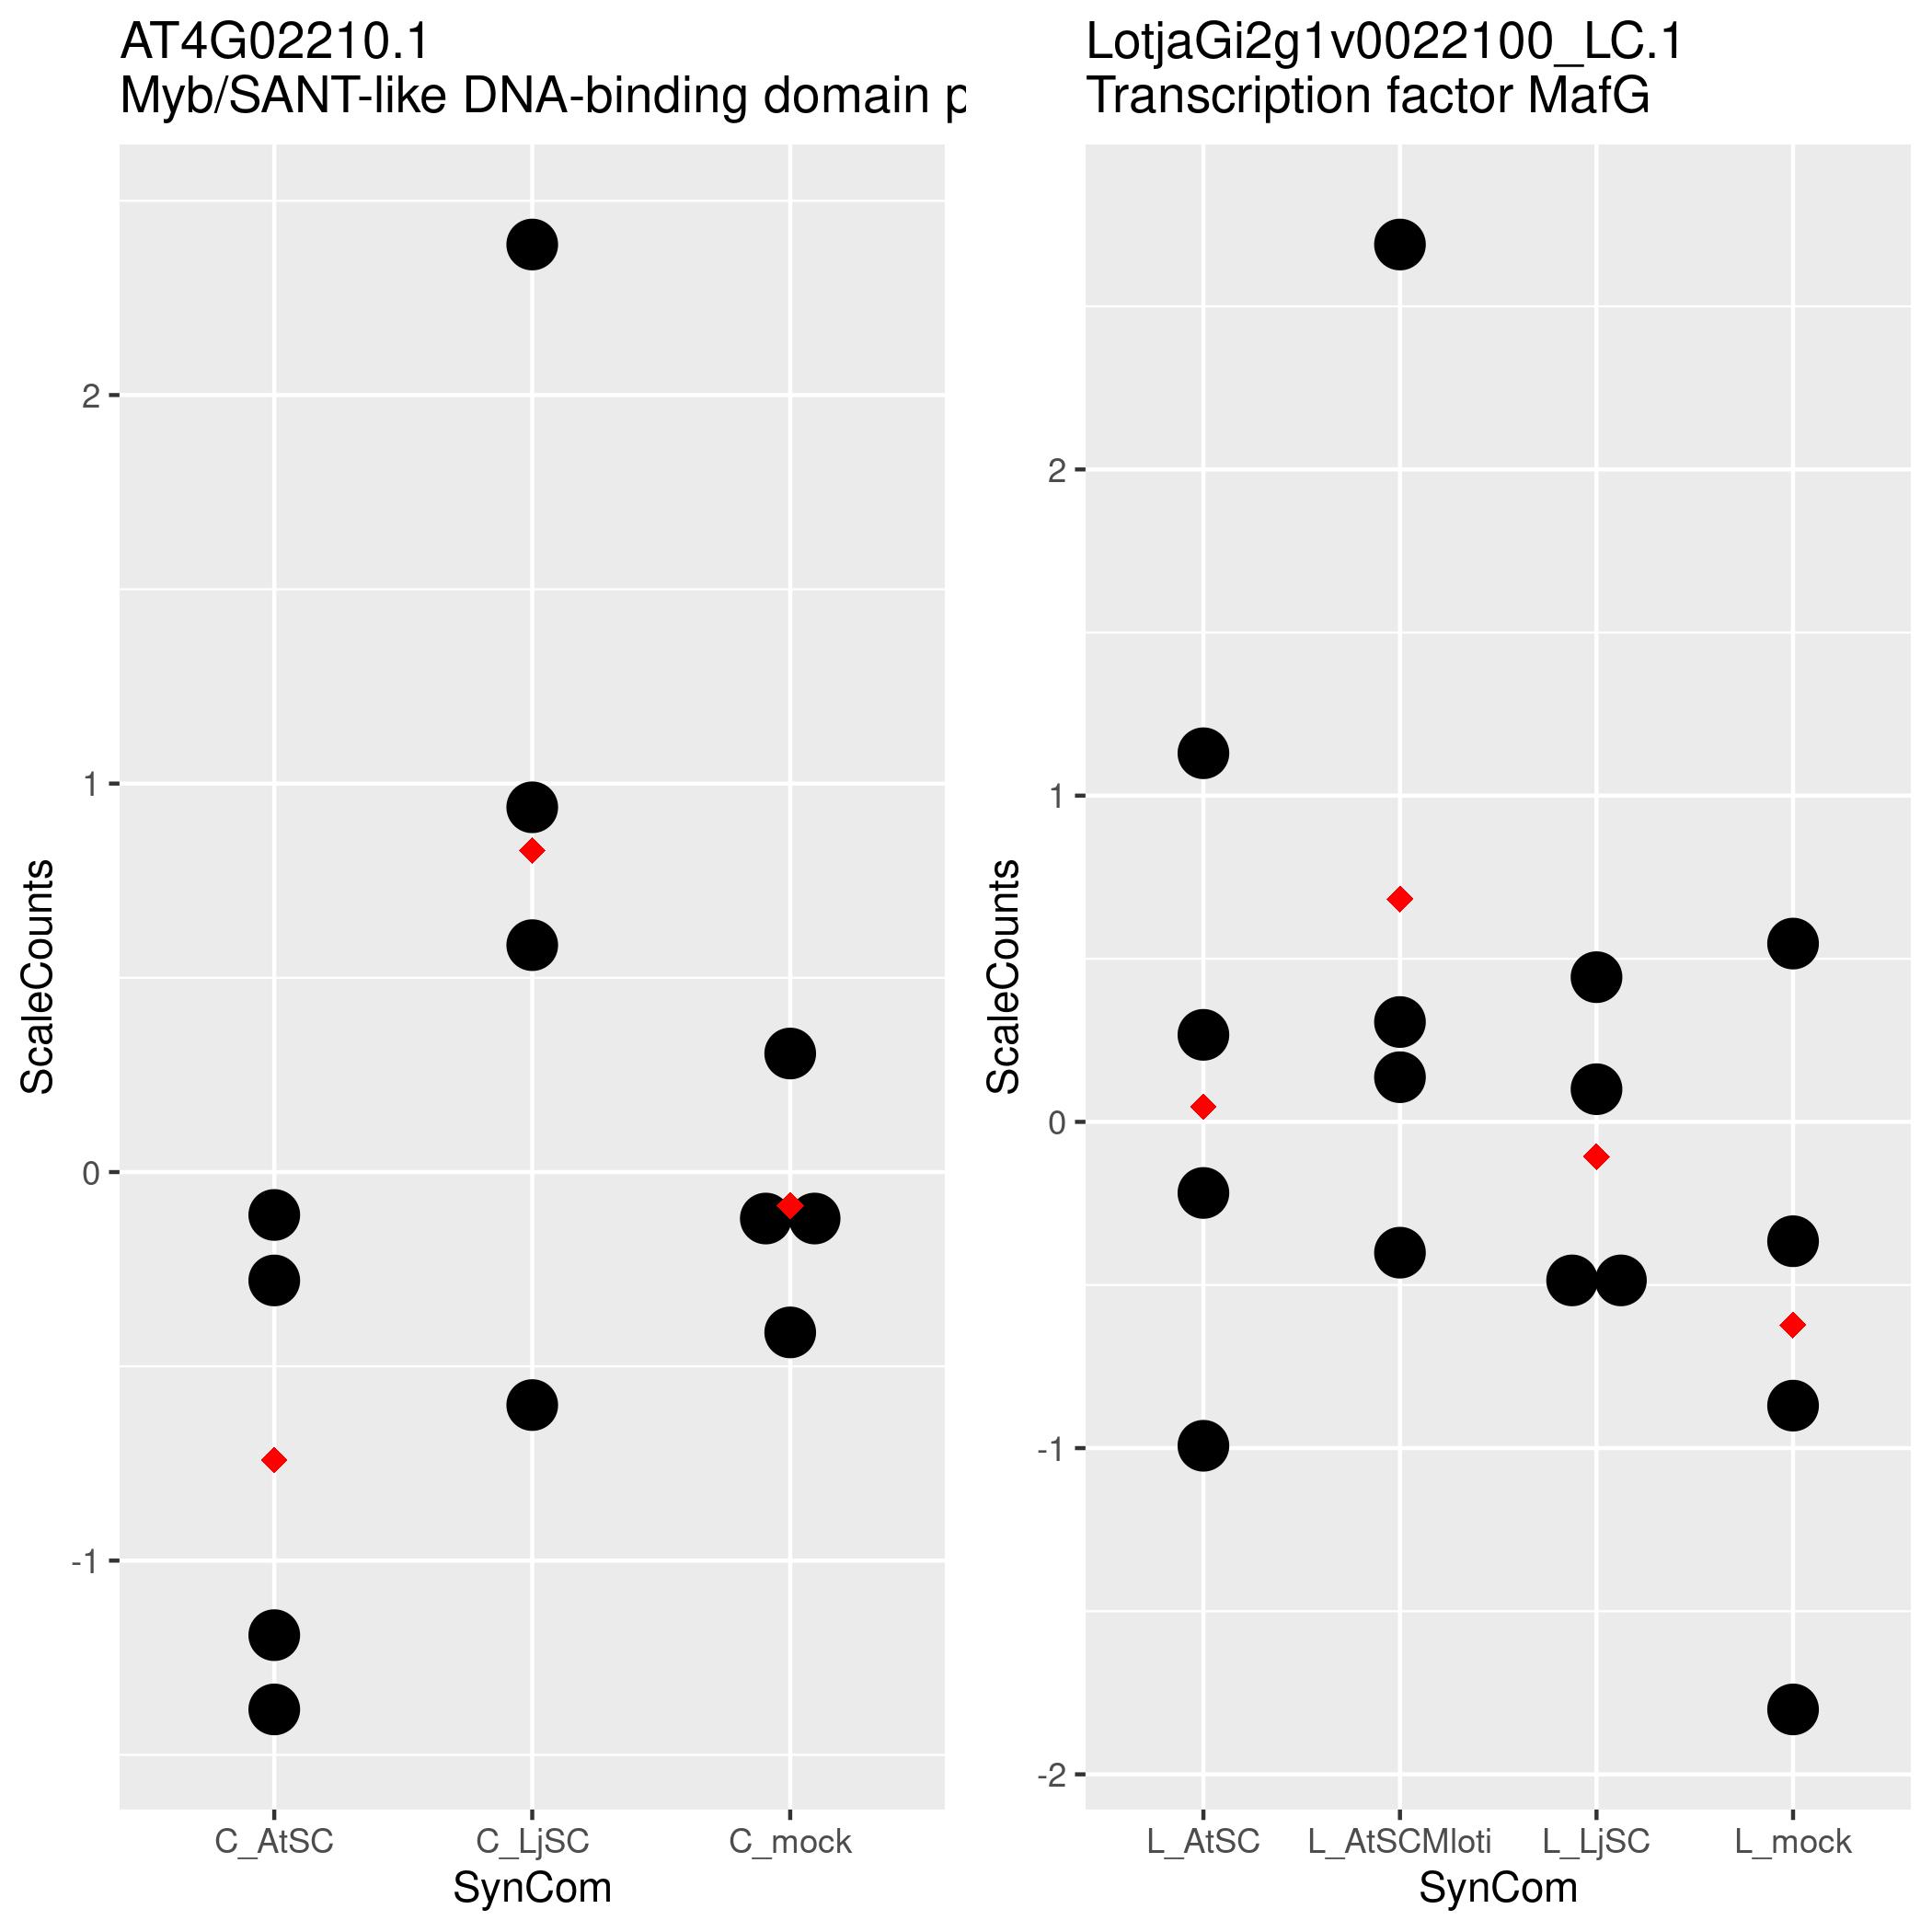 AT4G02210.1
Myb/SANT-like DNA-binding domain p
ScaleCounts
2
1
0
-1
C_AtSC C_LjSC C_mock
SynCom
LotjaGi2g1v0022100_LC.1
Transcription factor MafG
ScaleCounts
2
1
0
-1
-2
L_AtSC L_AtSCMloti L_LjSC L_mock
SynCom